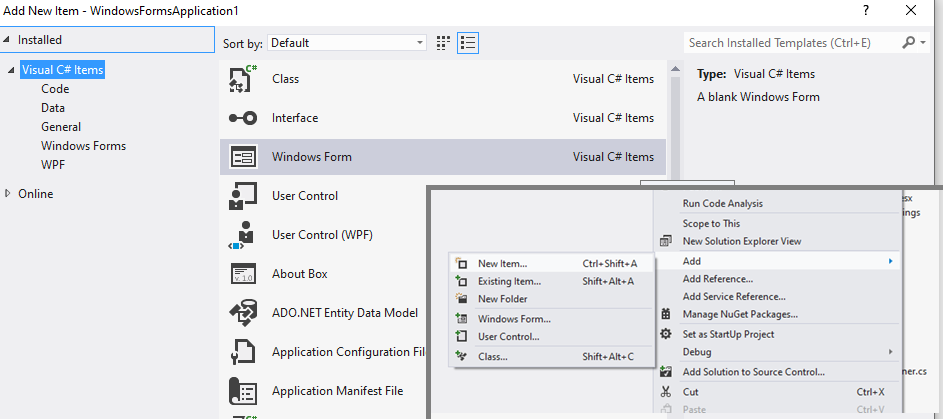 Add New Item - WindowsFormsApplication1
?
Installed
Sort by: Default
Search Installed Templates (Ctrl+E)
Visual C# Items
Code
Data
General
Windows Forms
WPF
Online
C# Class Visual C# Items
Interface Visual C# Items
Windows Form Visual C# Items
User Control
User Control (WPF)
v. 1.0 About Box
ADO.NET Entity Data Model
Application Configuration Fil
Application Manifest File
C#
Type: Visual C# Items
A blank Windows Form
New Item... Ctrl+Shift+A
Existing Item... Shift+Alt+A
New Folder
Windows Form...
User Control...
Class... Shift+Alt+C
Run Code Analysis
Scope to This
New Solution Explorer View
Add
Add Reference...
Add Service Reference...
Manage NuGet Packages...
Set as StartUp Project
Debug
Add Solution to Source Control...
Cut Ctrl+X
Paste Ctrl+V
sx
ngs
ner.cs